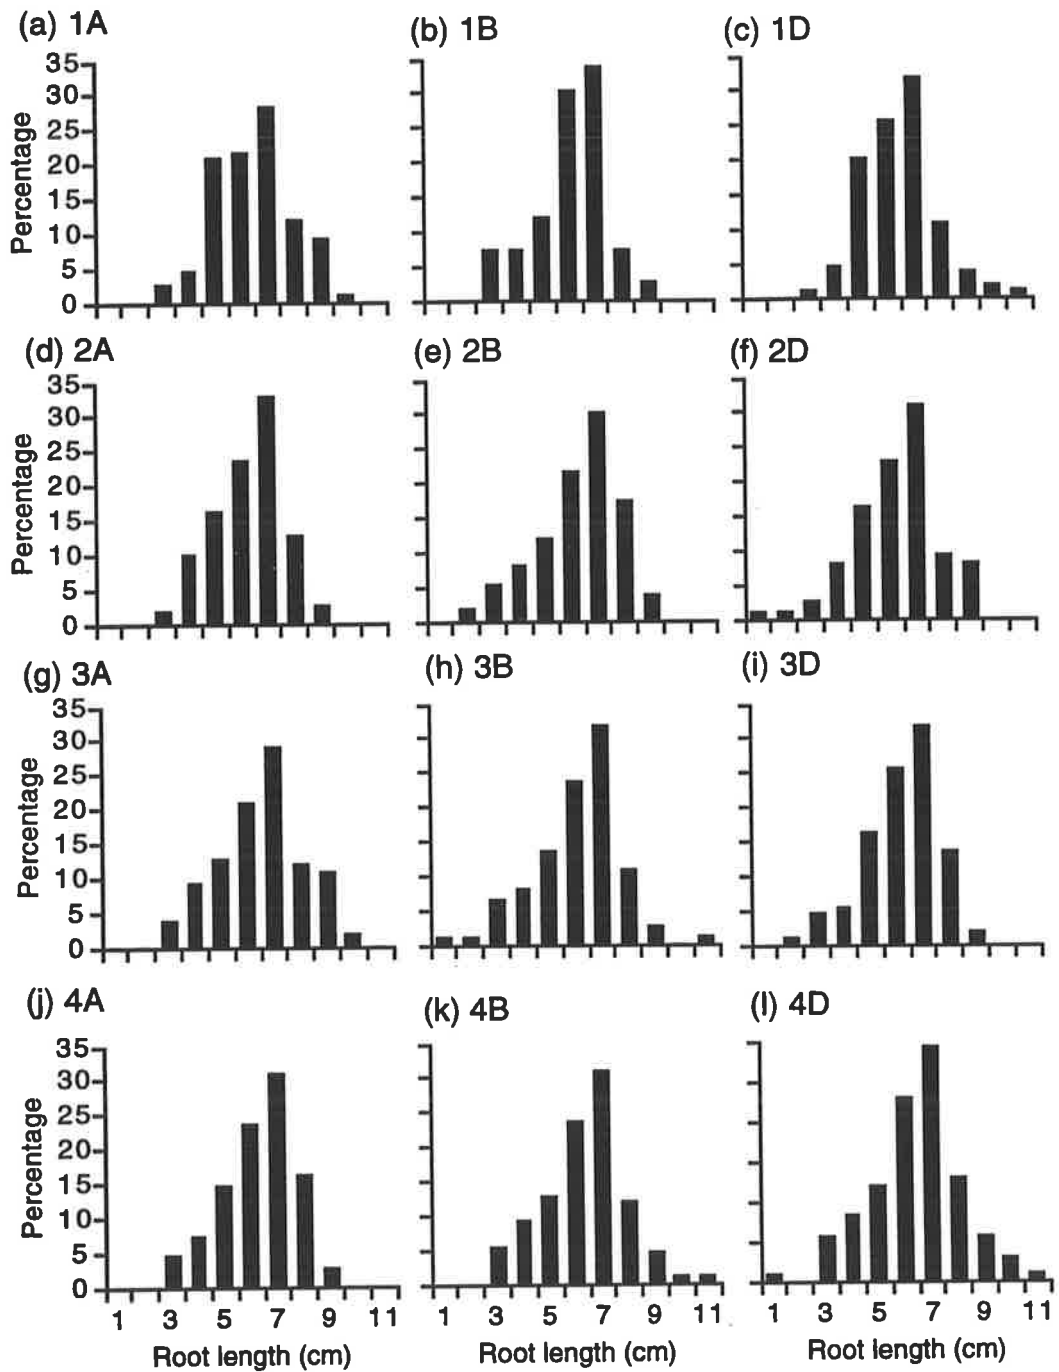 (a) 1A
(b) 1B
(c) 1D
Percentage
35
30
25
20
15
10
5
0
(d) 2A
(e) 2B
(f) 2D
Percentage
35
30
25
20
15
10
5
0
(g) 3A
(h) 3B
(i) 3D
Percentage
35
30
25
20
15
10
5
0
(j) 4A
(k) 4B
(l) 4D
Percentage
35
30
25
20
15
10
5
0
1 3 5 7 9 11
1 3 5 7 9 11
1 3 5 7 9 11
Root length (cm)
Root length (cm)
Root length (cm)